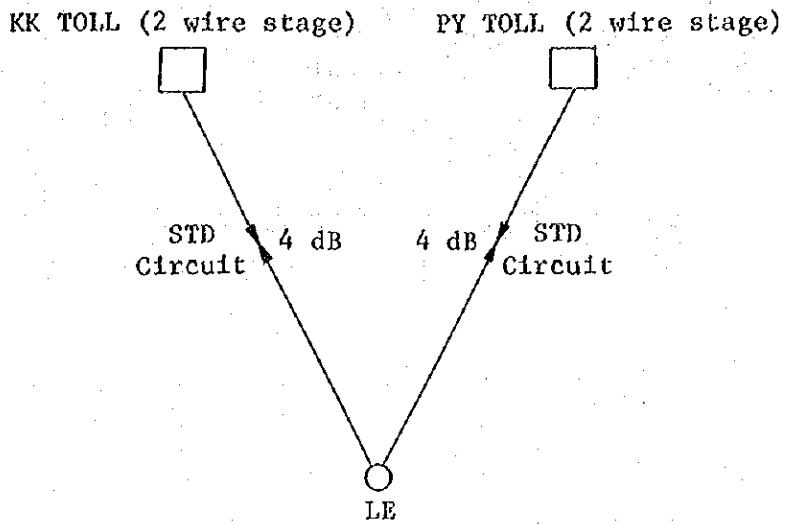 KK TOLL (2 wire stage) PY TOLL (2 wire stage)
STD
Circuit
4 dB
4 dB
STD
Circuit
LE